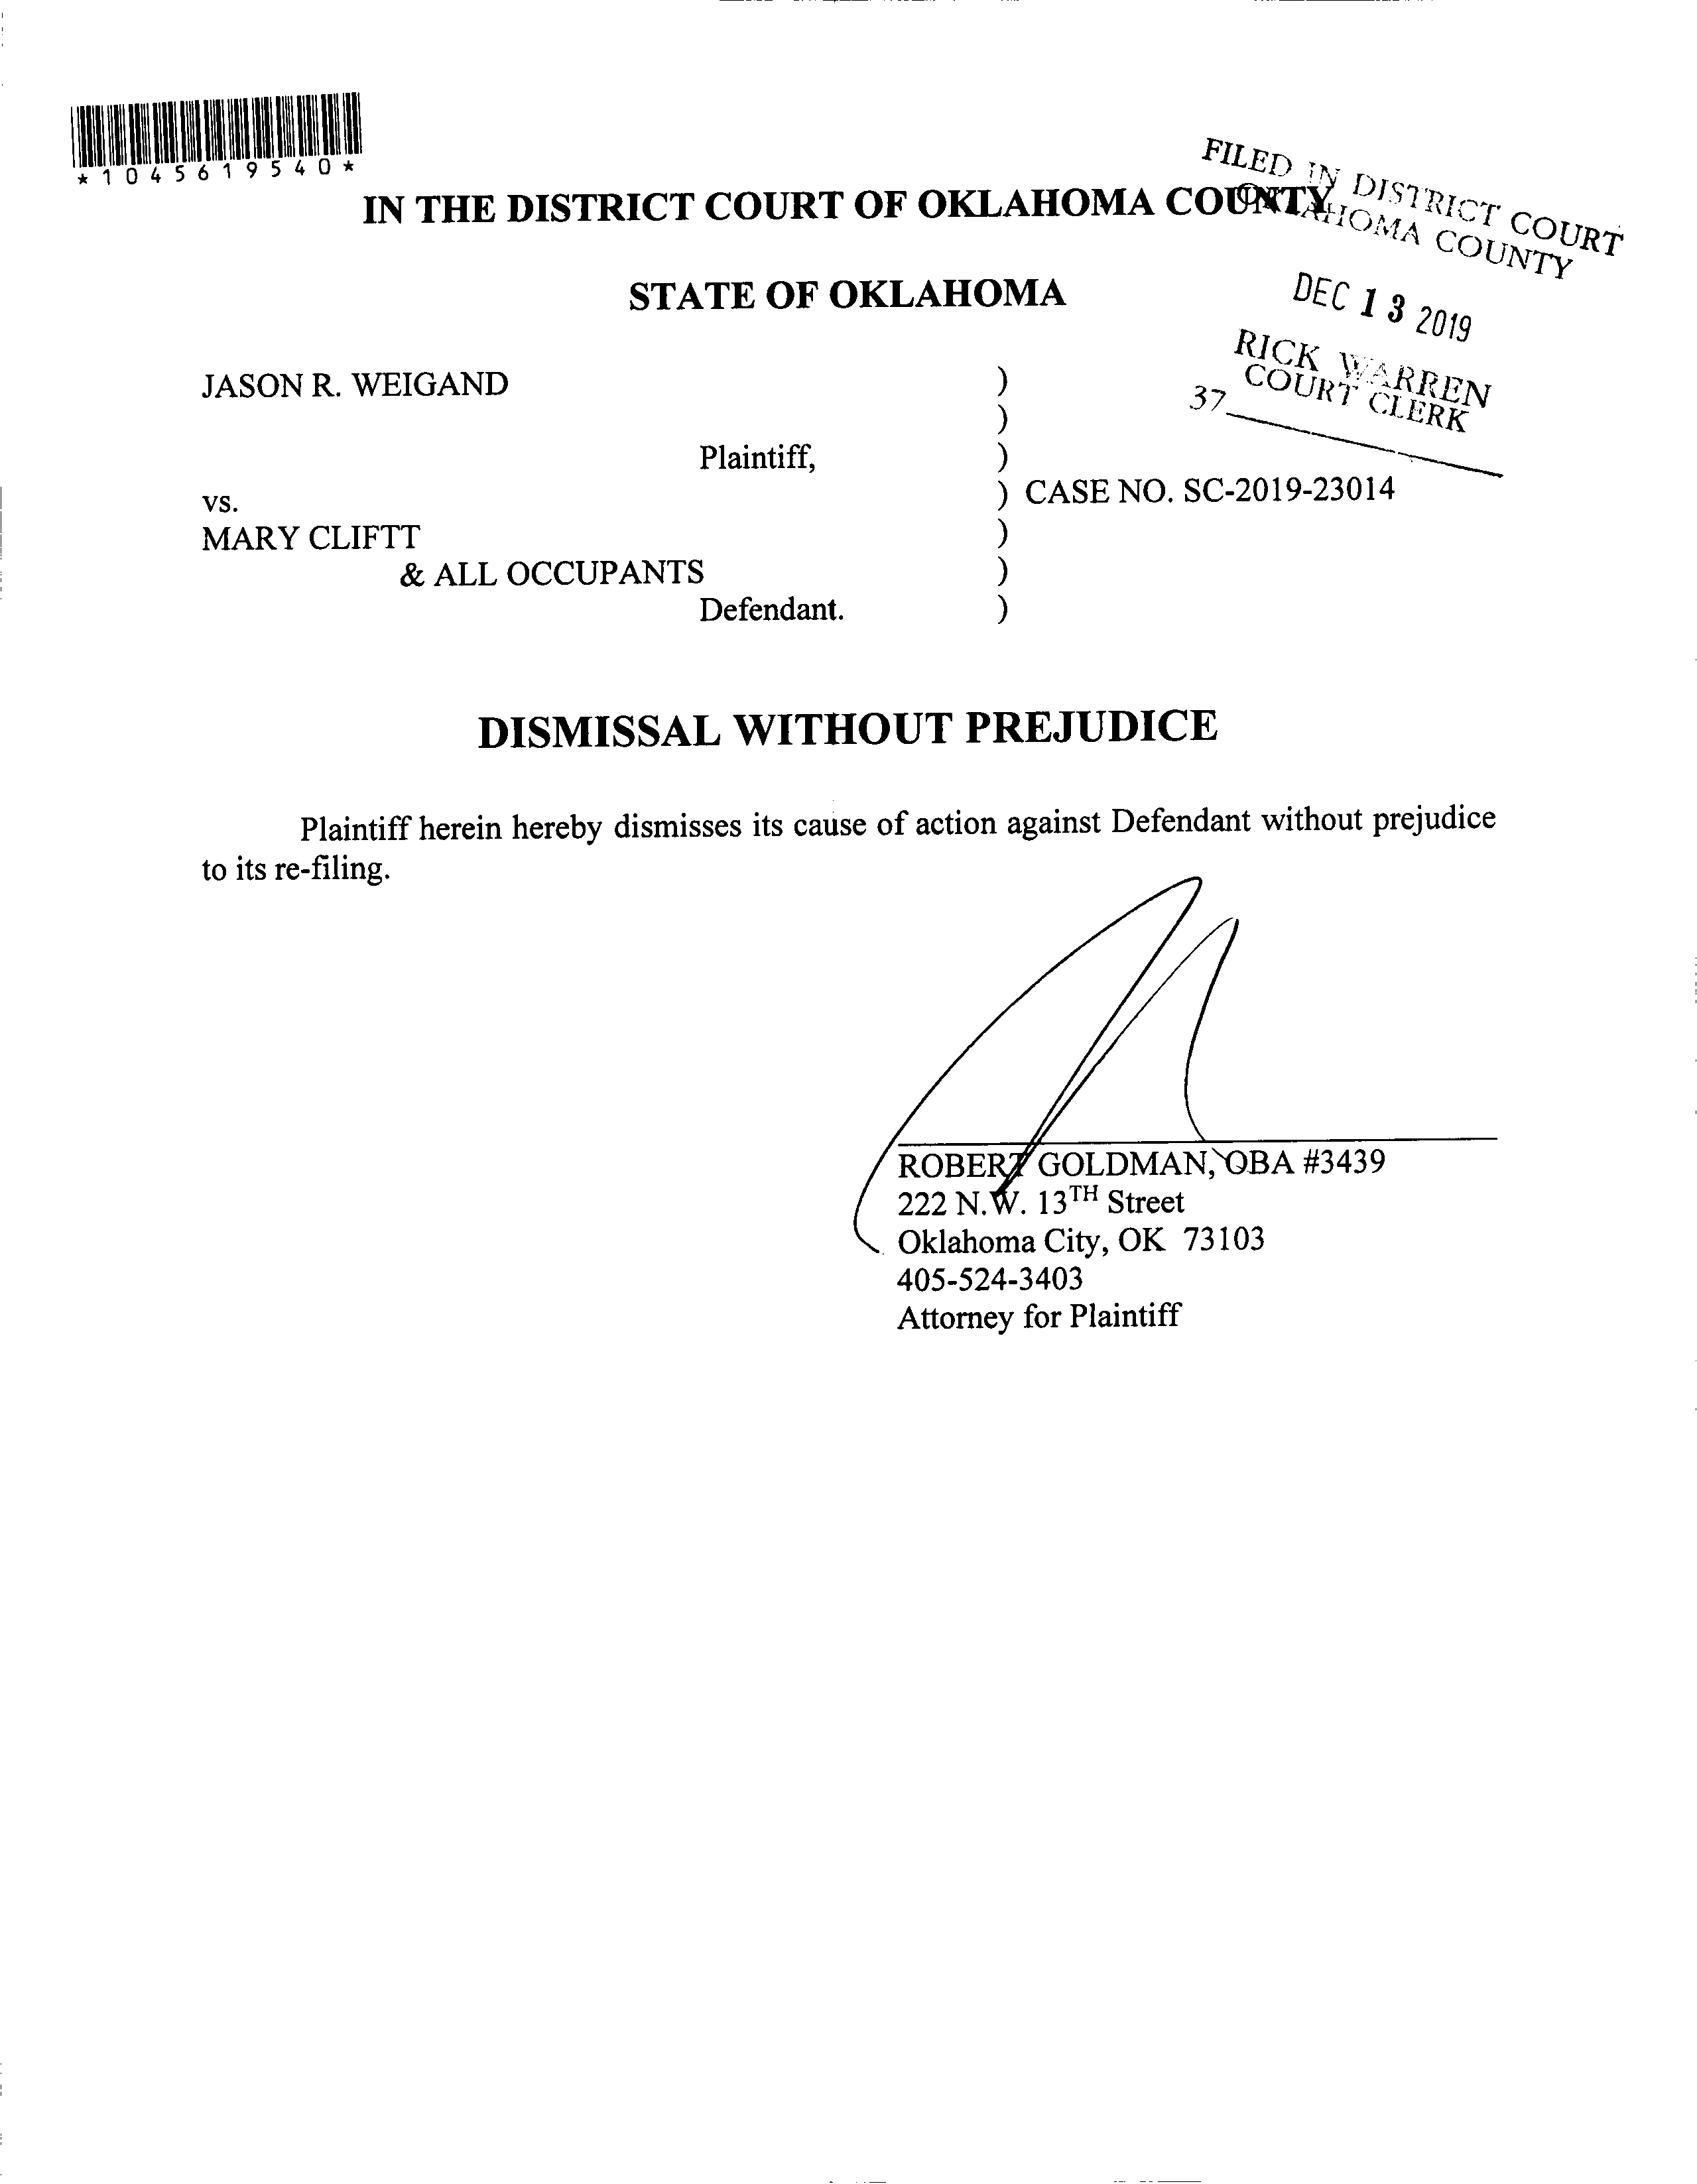 *1045619540*
FILED IN DISTRICT COURT
OKLAHOMA COUNTY
IN THE DISTRICT COURT OF OKLAHOMA COUNTY
STATE OF OKLAHOMA
DEC 13 2019
RICK WARREN
COURT CLERK
37
JASON R. WEIGAND )
)
Plaintiff, )
vs. ) CASE NO. SC-2019-23014
MARY CLIFTT )
& ALL OCCUPANTS )
Defendant. )
DISMISSAL WITHOUT PREJUDICE
Plaintiff herein hereby dismisses its cause of action against Defendant without prejudice
to its re-filing.
ROBERT GOLDMAN, OBA #3439
222 N.W. 13TH Street
Oklahoma City, OK 73103
405-524-3403
Attorney for Plaintiff